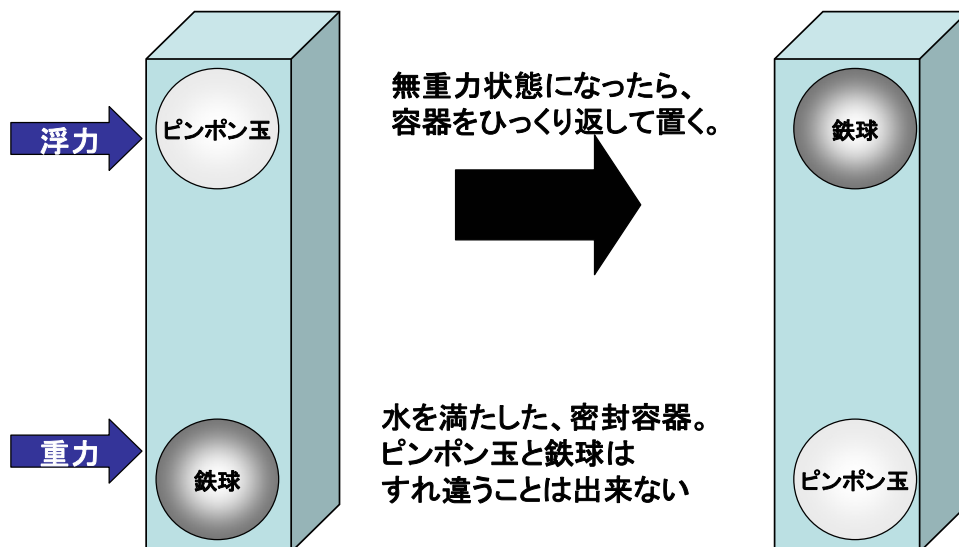 ピンポン玉
浮力
無重力状態になったら、
容器をひっくり返して置く。
鉄球
水を満たした、密封容器。
ピンポン玉と鉄球は
すれ違うことは出来ない
重力
鉄球
ピンポン玉